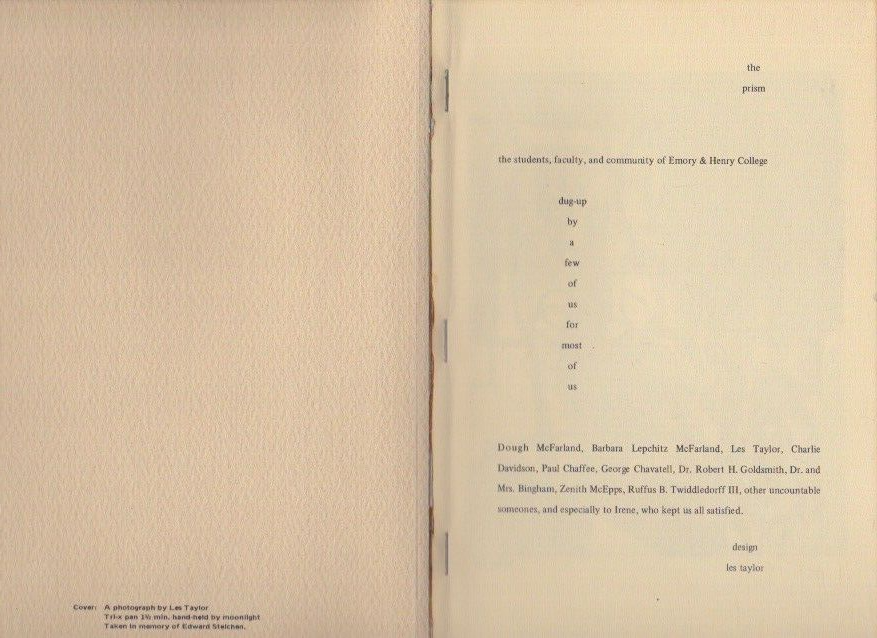 Cover: A photograph by Les Taylor
Tri-x pan 1½ min. hand-held by moonlight
Taken in memory of Edward Steichen.
the
prism
the students, faculty, and community of Emory & Henry College
dug-up
by
a
few
of
us
for
most
of
us
Dough McFarland, Barbara Lepchitz McFarland, Les Taylor, Charlie
Davidson, Paul Chaffee, George Chavatell, Dr. Robert H. Goldsmith, Dr. and
Mrs. Bingham, Zenith McEpps, Ruffus B. Twiddledorff III, other uncountable
someones, and especially to Irene, who kept us all satisfied.
design
les taylor